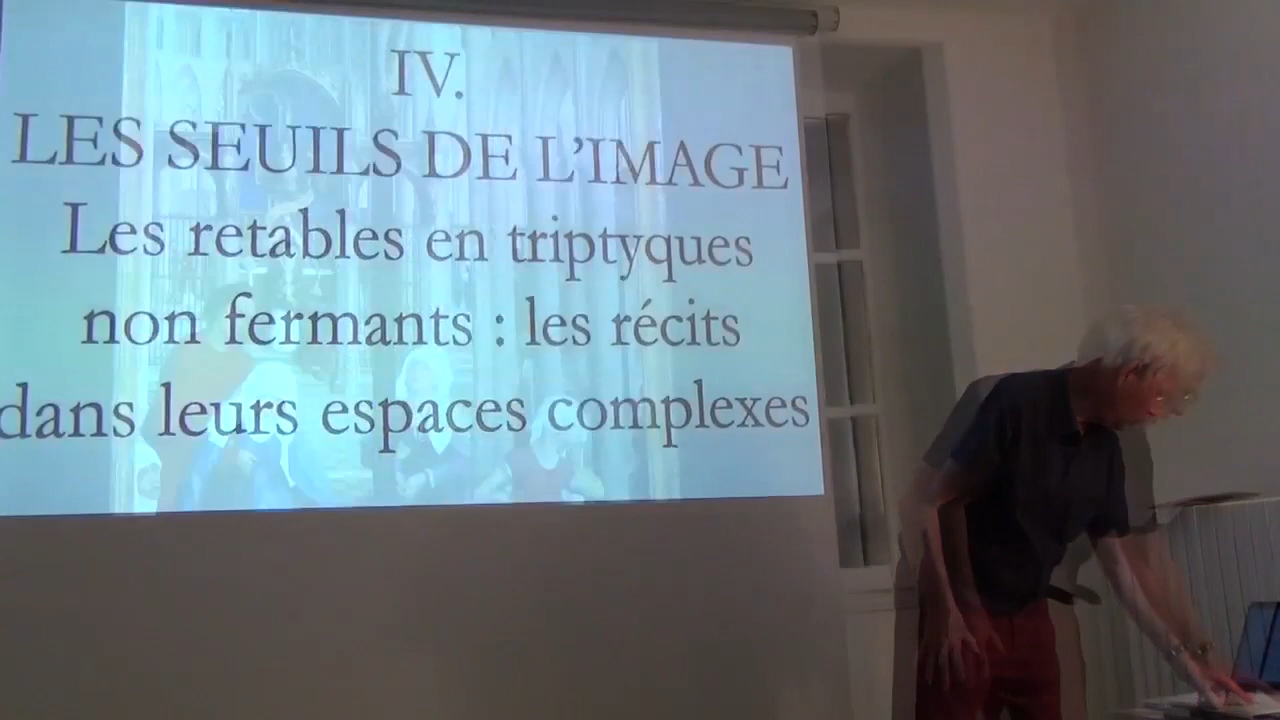 IV.
LES SEUILS DE L’IMAGE
Les retables en triptyques
non fermants : les récits
dans leurs espaces complexes